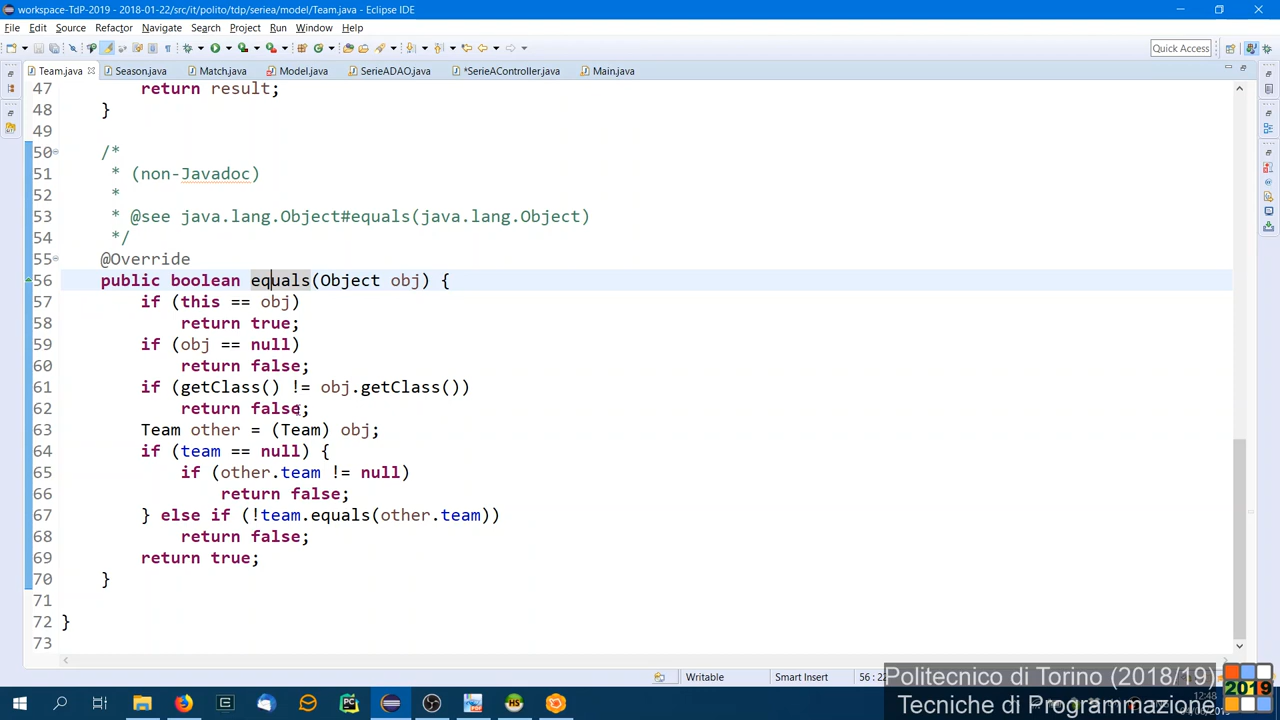 workspace-TdP-2019 - 2018-01-22/src/it/polito/tdp/seriea/model/Team.java - Eclipse IDE
File Edit Source Refactor Navigate Search Project Run Window Help
Quick Access
Team.java Season.java Match.java Model.java SerieADAO.java *SerieAController.java Main.java
47 return result;
48 }
49
50 /*
51 * (non-Javadoc)
52 *
53 * @see java.lang.Object#equals(java.lang.Object)
54 */
55 @Override
56 public boolean equals(Object obj) {
57 if (this == obj)
58 return true;
59 if (obj == null)
60 return false;
61 if (getClass() != obj.getClass())
62 return false;
63 Team other = (Team) obj;
64 if (team == null) {
65 if (other.team != null)
66 return false;
67 } else if (!team.equals(other.team))
68 return false;
69 return true;
70 }
71
72 }
73
Writable Smart Insert 56 : 22
Politecnico di Torino (2018/19)
Tecniche di Programmazione
2019
12:48